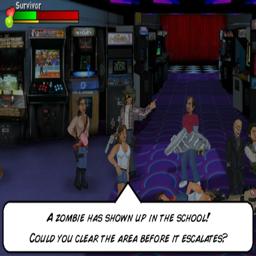 Survivor
A ZOMBIE HAS SHOWN UP IN THE SCHOOL!
COULD YOU CLEAR THE AREA BEFORE IT ESCALATES?